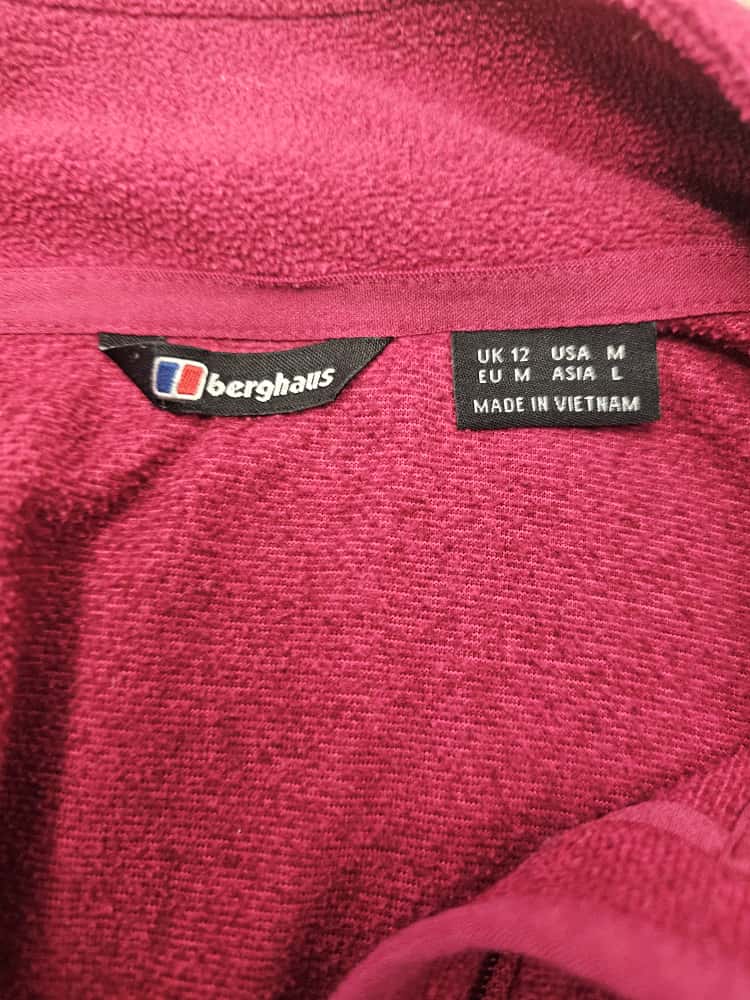 berghaus
UK 12 USA M
EU M ASIA L
MADE IN VIETNAM